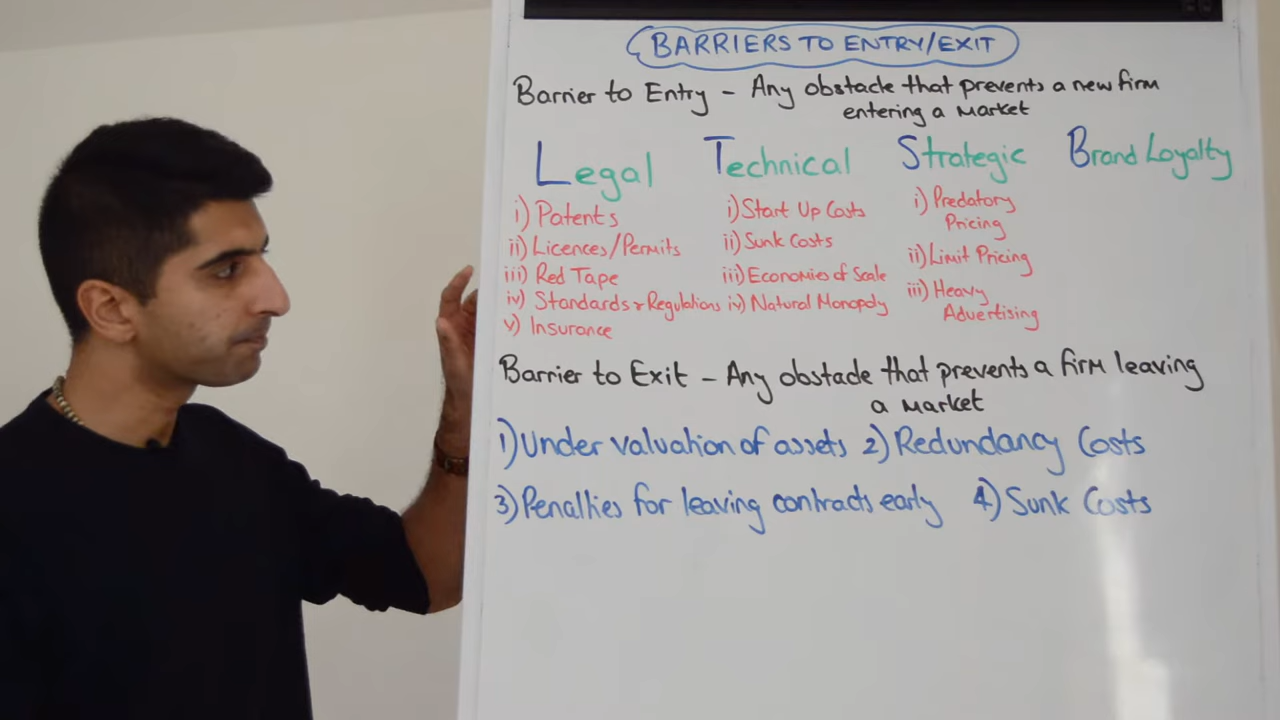 BARRIERS TO ENTRY/EXIT
Barrier to Entry - Any obstacle that prevents a new firm
entering a market
Legal
i) Patents
ii) Licences/Permits
iii) Red Tape
iv) Standards & Regulations
v) Insurance
Technical
i) Start Up Costs
ii) Sunk Costs
iii) Economies of Scale
iv) Natural Monopoly
Strategic
i) Predatory
Pricing
ii) Limit Pricing
iii) Heavy
Advertising
Brand Loyalty
Barrier to Exit - Any obstacle that prevents a firm leaving
a market
1) Under valuation of assets 2) Redundancy Costs
3) Penalties for leaving contracts early 4) Sunk Costs